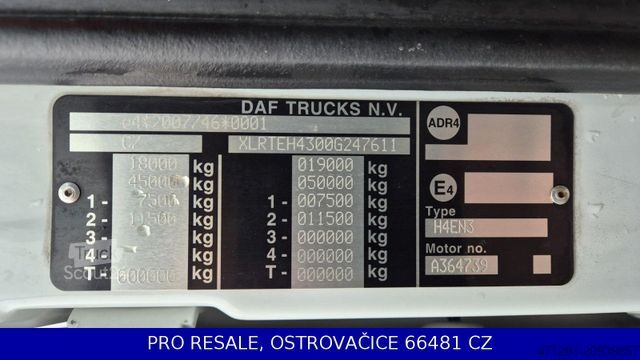 DAF TRUCKS N.V.
e4*2007/46*0001
CZ XLRTEH4300G247611
18000 kg 019000 kg
45000 kg 050000 kg
1- 7500 kg 1- 007500 kg
2- 11500 kg 2- 011500 kg
3- kg 3- 000000 kg
4- kg 4- 000000 kg
T- 000000 kg T- 000000 kg
ADR4
E4
Type
H4EN3
Motor no.
A364739
Truck
Scout24
PRO RESALE, OSTROVAČICE 66481 CZ